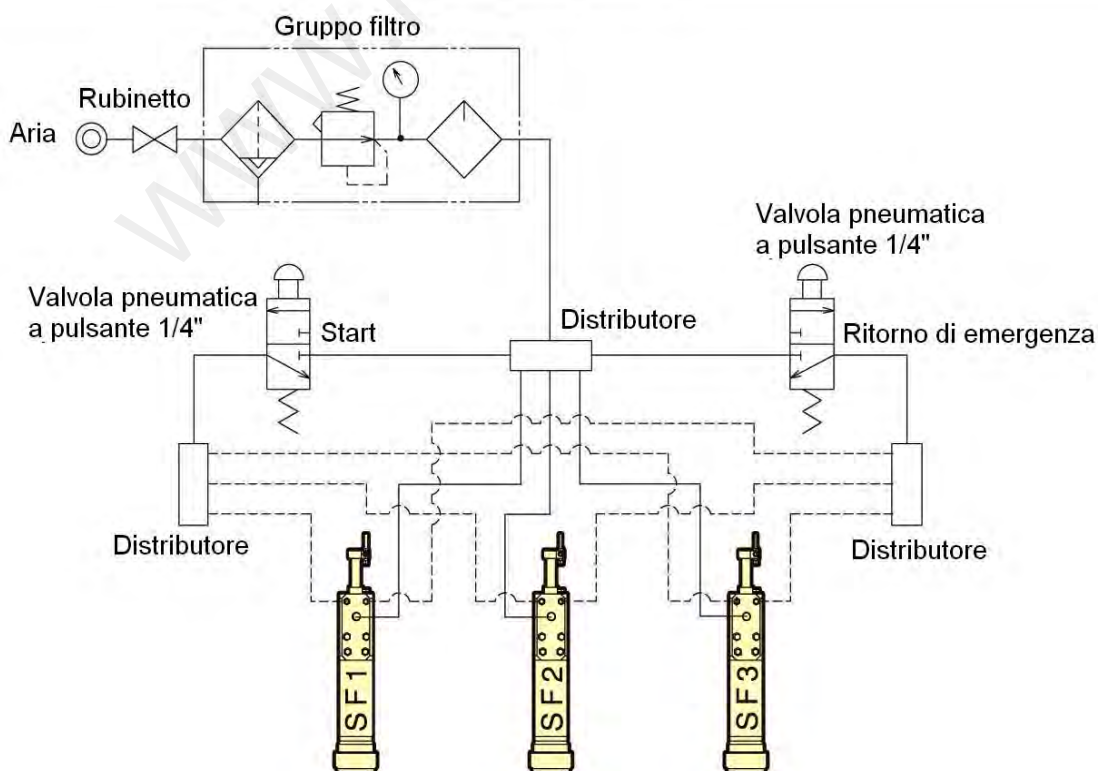 Gruppo filtro
Rubinetto
Aria
Valvola pneumatica
a pulsante 1/4"
Valvola pneumatica
a pulsante 1/4"
Start
Distributore
Ritorno di emergenza
Distributore
Distributore
SF1
SF2
SF3
www.